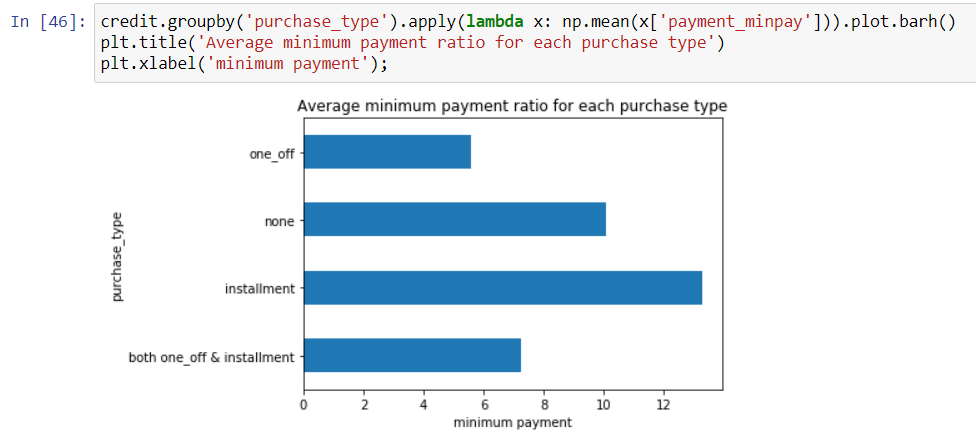 In [46]: credit.groupby('purchase_type').apply(lambda x: np.mean(x['payment_minpay'])).plot.barh()
plt.title('Average minimum payment ratio for each purchase type')
plt.xlabel('minimum payment');
Average minimum payment ratio for each purchase type
one_off
none
installment
both one_off & installment
purchase_type
0 2 4 6 8 10 12
minimum payment